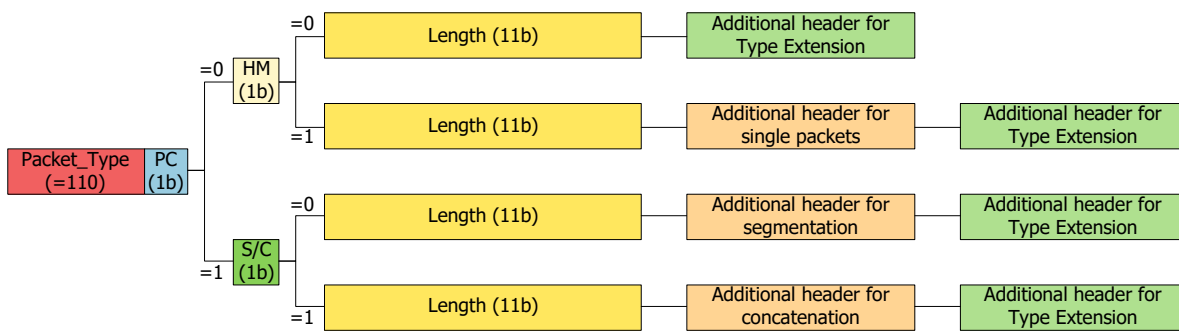 =0
Length (11b)
Additional header for
Type Extension
=0
HM
(1b)
=1
Length (11b)
Additional header for
single packets
Additional header for
Type Extension
Packet_Type
(=110)
PC
(1b)
=0
Length (11b)
Additional header for
segmentation
Additional header for
Type Extension
=1
S/C
(1b)
=1
Length (11b)
Additional header for
concatenation
Additional header for
Type Extension